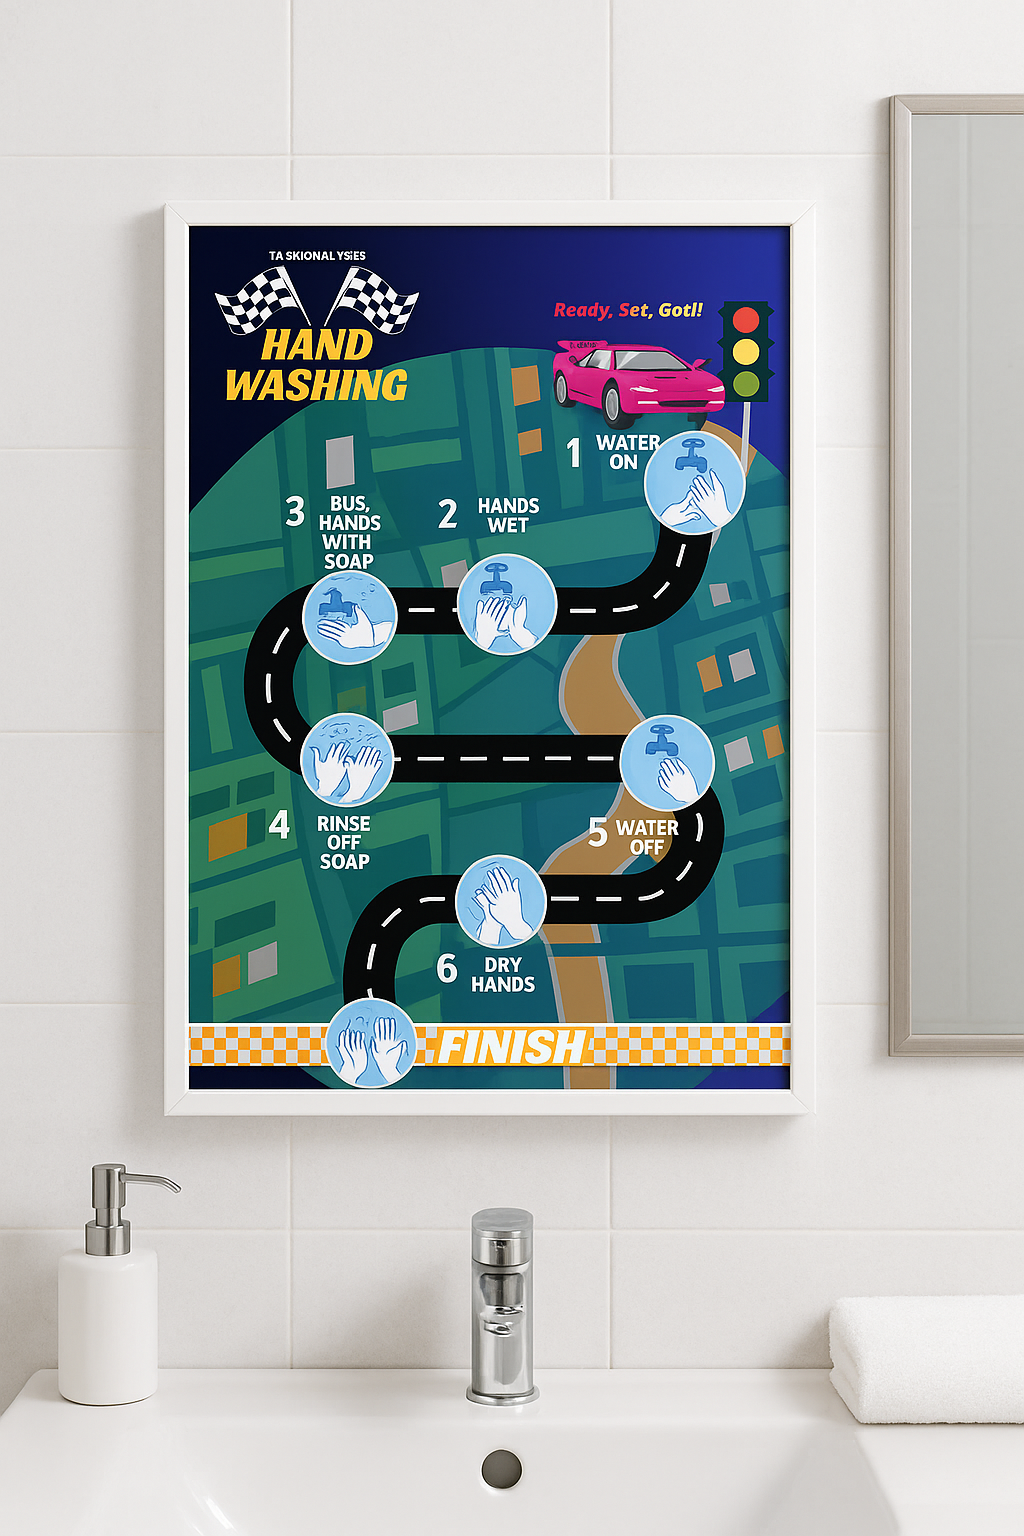 TA SKIONAL YSIES
HAND
WASHING
Ready, Set, Gotl!
1 WATER
ON
2 HANDS
WET
3 BUS,
HANDS
WITH
SOAP
4 RINSE
OFF
SOAP
5 WATER
OFF
6 DRY
HANDS
FINISH